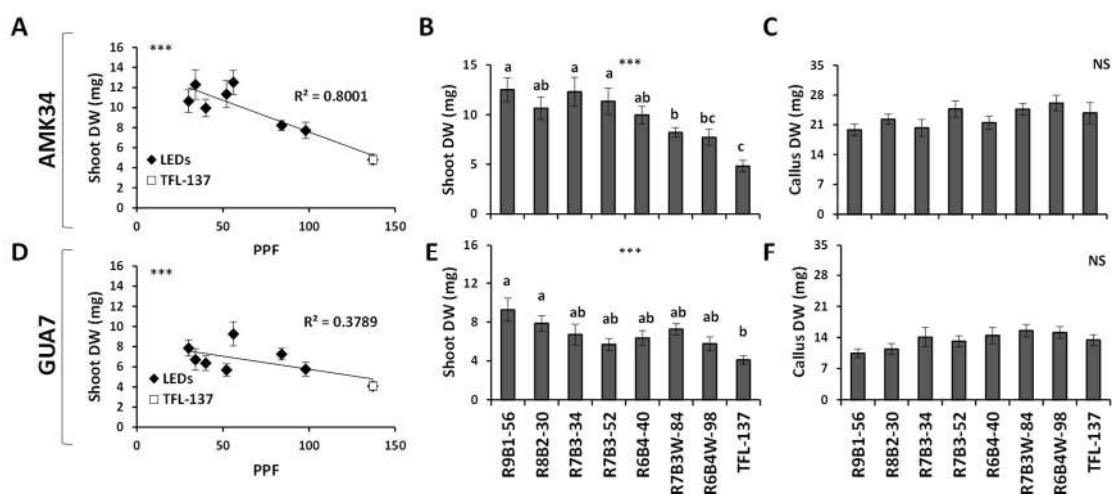 A
AMK34
Shoot DW (mg)
16
14
12
10
8
6
4
2
0
***
R² = 0.8001
LEDs
TFL-137
0
50
100
150
PPF
B
Shoot DW (mg)
15
10
5
0
***
a
ab
a
a
ab
b
bc
c
C
Callus DW (mg)
35
28
21
14
7
0
NS
D
GUA7
Shoot DW (mg)
16
14
12
10
8
6
4
2
0
***
R² = 0.3789
LEDs
TFL-137
0
50
100
150
PPF
E
Shoot DW (mg)
16
12
8
4
0
***
a
a
ab
ab
ab
ab
ab
b
R9B1-56
R8B2-30
R7B3-34
R7B3-52
R6B4-40
R7B3W-84
R6B4W-98
TFL-137
F
Callus DW (mg)
35
28
21
14
7
0
NS
R9B1-56
R8B2-30
R7B3-34
R7B3-52
R6B4-40
R7B3W-84
R6B4W-98
TFL-137